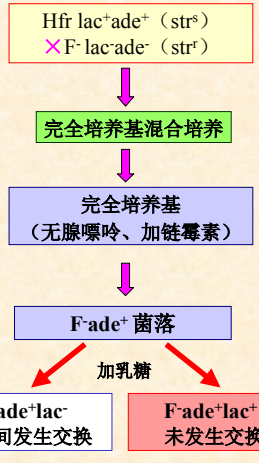 Hfr lac⁺ade⁺（strˢ）
×F⁻ lac⁻ade⁻（strʳ）
完全培养基混合培养
完全培养基
（无腺嘌呤、加链霉素）
F⁻ade⁺ 菌落
加乳糖
ade⁺lac⁻
间发生交换
F⁻ade⁺lac⁺
未发生交换